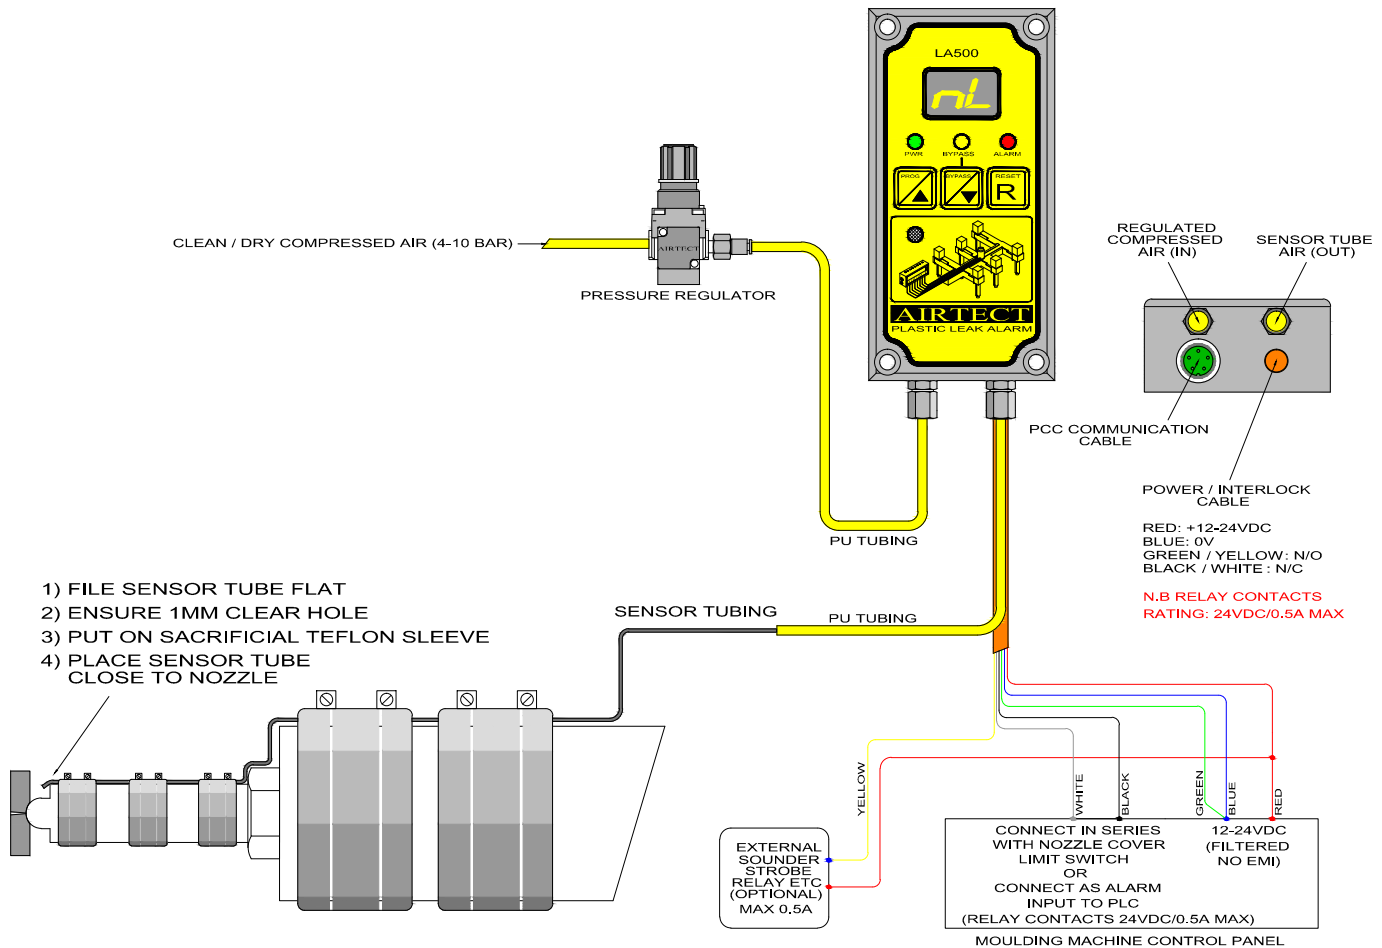 LA500
nL
PWR
BYPASS
ALARM
PROG
BYPASS
RESET
R
AIRTECT
PLASTIC LEAK ALARM
CLEAN / DRY COMPRESSED AIR (4-10 BAR)
AIRTECT
PRESSURE REGULATOR
REGULATED
COMPRESSED
AIR (IN)
SENSOR TUBE
AIR (OUT)
PCC COMMUNICATION
CABLE
POWER / INTERLOCK
CABLE
RED: +12-24VDC
BLUE: 0V
GREEN / YELLOW: N/O
BLACK / WHITE : N/C
N.B RELAY CONTACTS
RATING: 24VDC/0.5A MAX
PU TUBING
1) FILE SENSOR TUBE FLAT
2) ENSURE 1MM CLEAR HOLE
3) PUT ON SACRIFICIAL TEFLON SLEEVE
4) PLACE SENSOR TUBE
CLOSE TO NOZZLE
SENSOR TUBING
PU TUBING
YELLOW
WHITE
BLACK
GREEN
BLUE
RED
EXTERNAL
SOUNDER
STROBE
RELAY ETC
(OPTIONAL)
MAX 0.5A
CONNECT IN SERIES
WITH NOZZLE COVER
LIMIT SWITCH
OR
CONNECT AS ALARM
INPUT TO PLC
(RELAY CONTACTS 24VDC/0.5A MAX)
12-24VDC
(FILTERED
NO EMI)
MOULDING MACHINE CONTROL PANEL